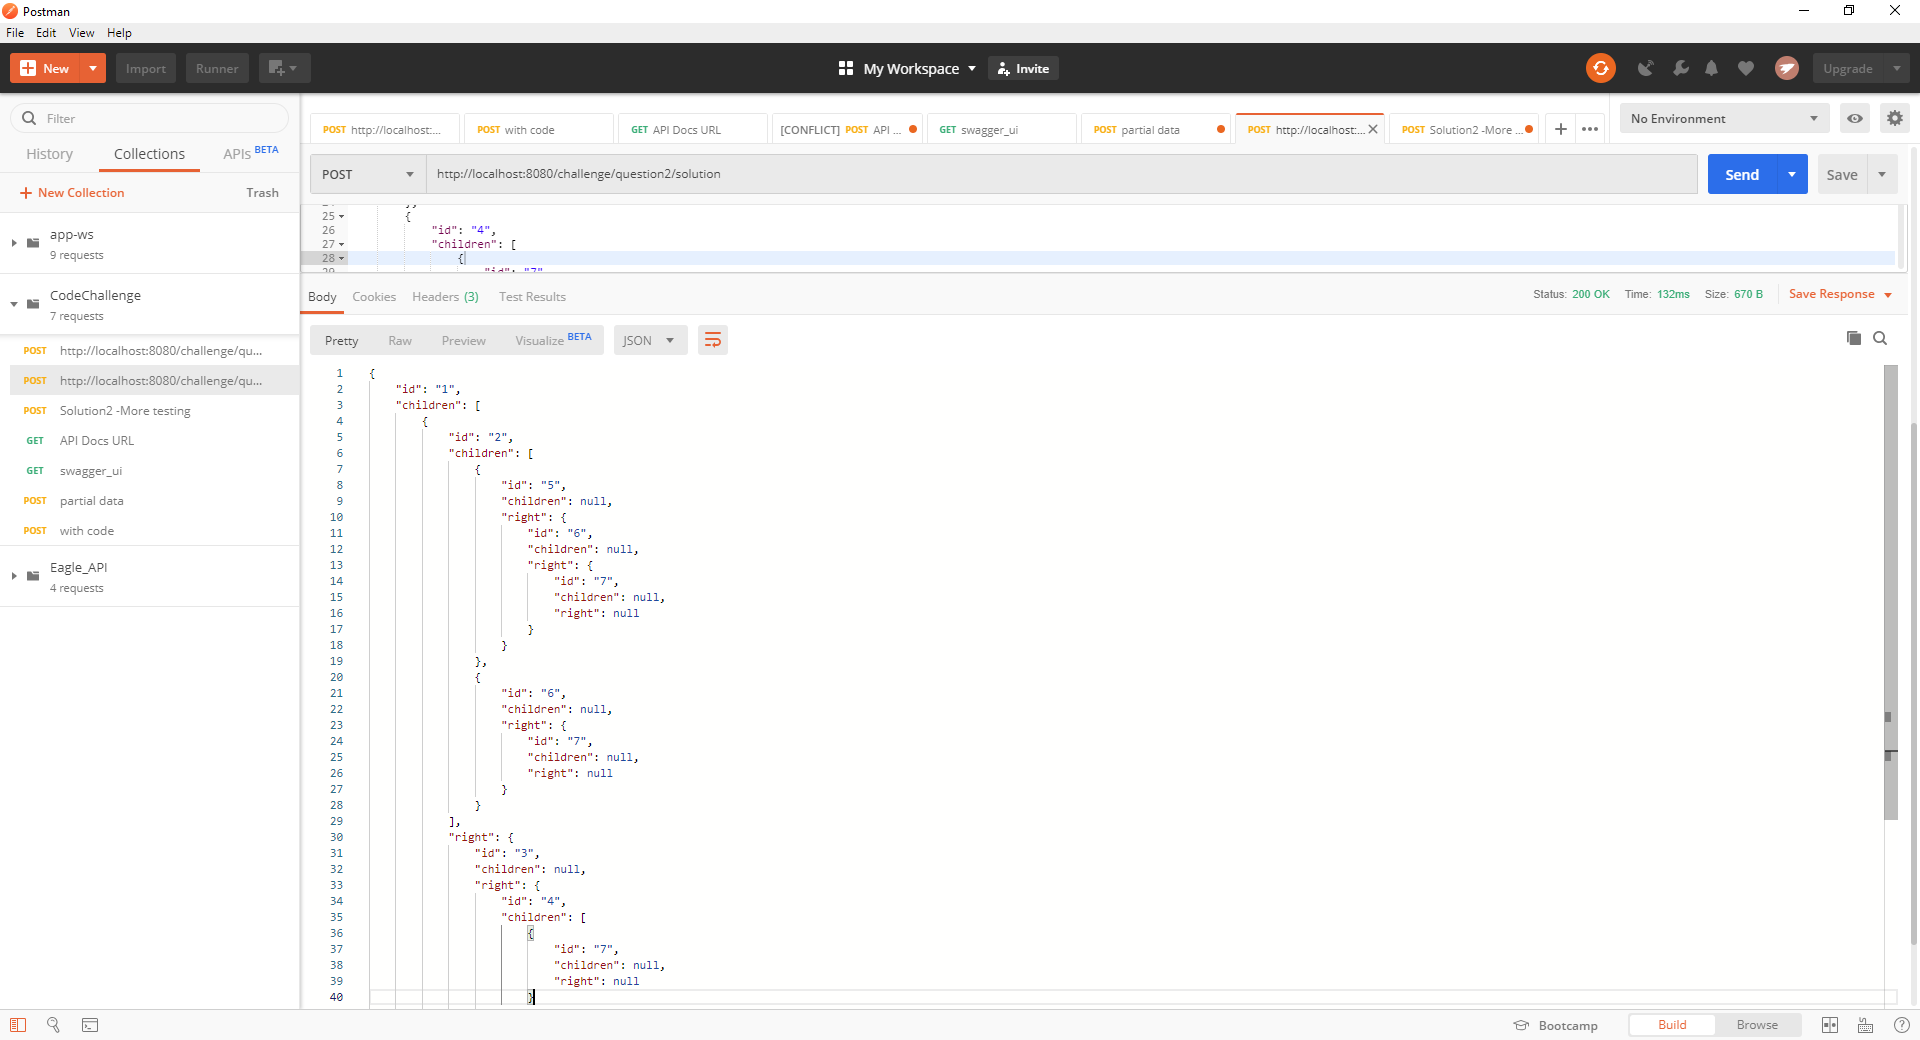 Postman
File Edit View Help
New Import Runner My Workspace Invite Upgrade
Filter
History Collections APIs BETA
New Collection Trash
app-ws
9 requests
CodeChallenge
7 requests
POST http://localhost:8080/challenge/qu...
POST http://localhost:8080/challenge/qu...
POST Solution2 -More testing
GET API Docs URL
GET swagger_ui
POST partial data
POST with code
Eagle_API
4 requests
POST http://localhost:... POST with code GET API Docs URL [CONFLICT] POST API ... GET swagger_ui POST partial data POST http://localhost:... POST Solution2 -More ... No Environment
POST http://localhost:8080/challenge/question2/solution Send Save
25 {
26 "id": "4",
27 "children": [
28 {
29 "id": "7"
Body Cookies Headers (3) Test Results Status: 200 OK Time: 132ms Size: 670 B Save Response
Pretty Raw Preview Visualize BETA JSON
1 {
2 "id": "1",
3 "children": [
4 {
5 "id": "2",
6 "children": [
7 {
8 "id": "5",
9 "children": null,
10 "right": {
11 "id": "6",
12 "children": null,
13 "right": {
14 "id": "7",
15 "children": null,
16 "right": null
17 }
18 }
19 },
20 {
21 "id": "6",
22 "children": null,
23 "right": {
24 "id": "7",
25 "children": null,
26 "right": null
27 }
28 }
29 ],
30 "right": {
31 "id": "3",
32 "children": null,
33 "right": {
34 "id": "4",
35 "children": [
36 {
37 "id": "7",
38 "children": null,
39 "right": null
40 }
Bootcamp Build Browse